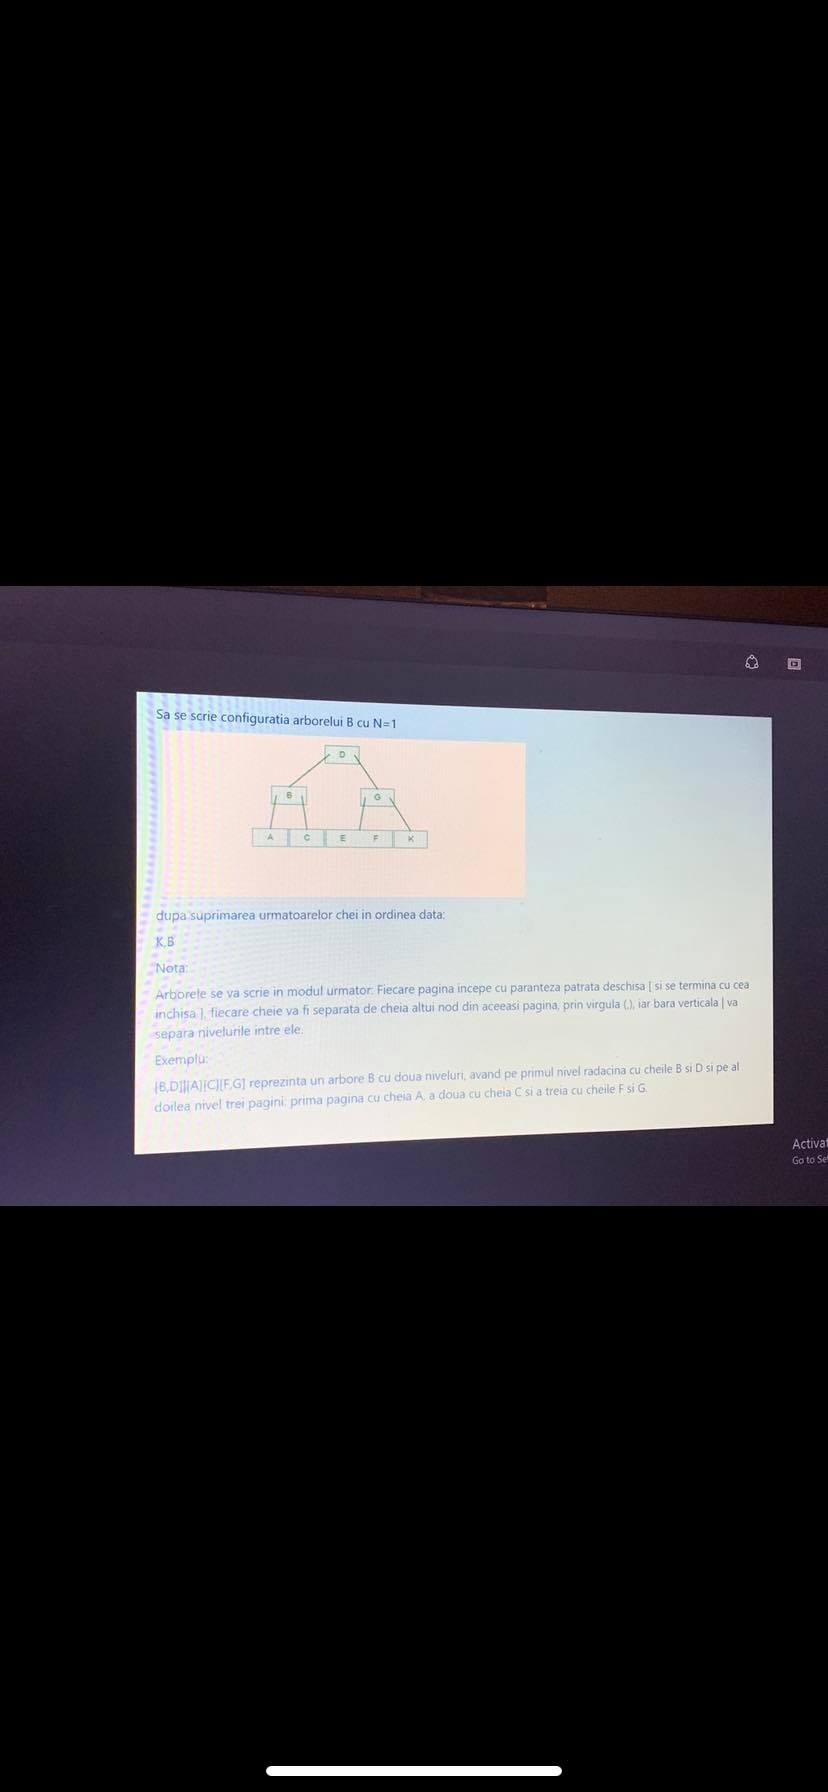 Sa se scrie configuratia arborelui B cu N=1
D
B G
A C E F K
dupa suprimarea urmatoarelor chei in ordinea data:
K,B
Nota:
Arborele se va scrie in modul urmator: Fiecare pagina incepe cu paranteza patrata deschisa [ si se termina cu cea
inchisa ], fiecare cheie va fi separata de cheia altui nod din aceeasi pagina, prin virgula (,), iar bara verticala | va
separa nivelurile intre ele.
Exemplu:
[B,D]|[A][C][F,G] reprezinta un arbore B cu doua niveluri, avand pe primul nivel radacina cu cheile B si D si pe al
doilea nivel trei pagini: prima pagina cu cheia A, a doua cu cheia C si a treia cu cheile F si G.
Activat
Go to Set